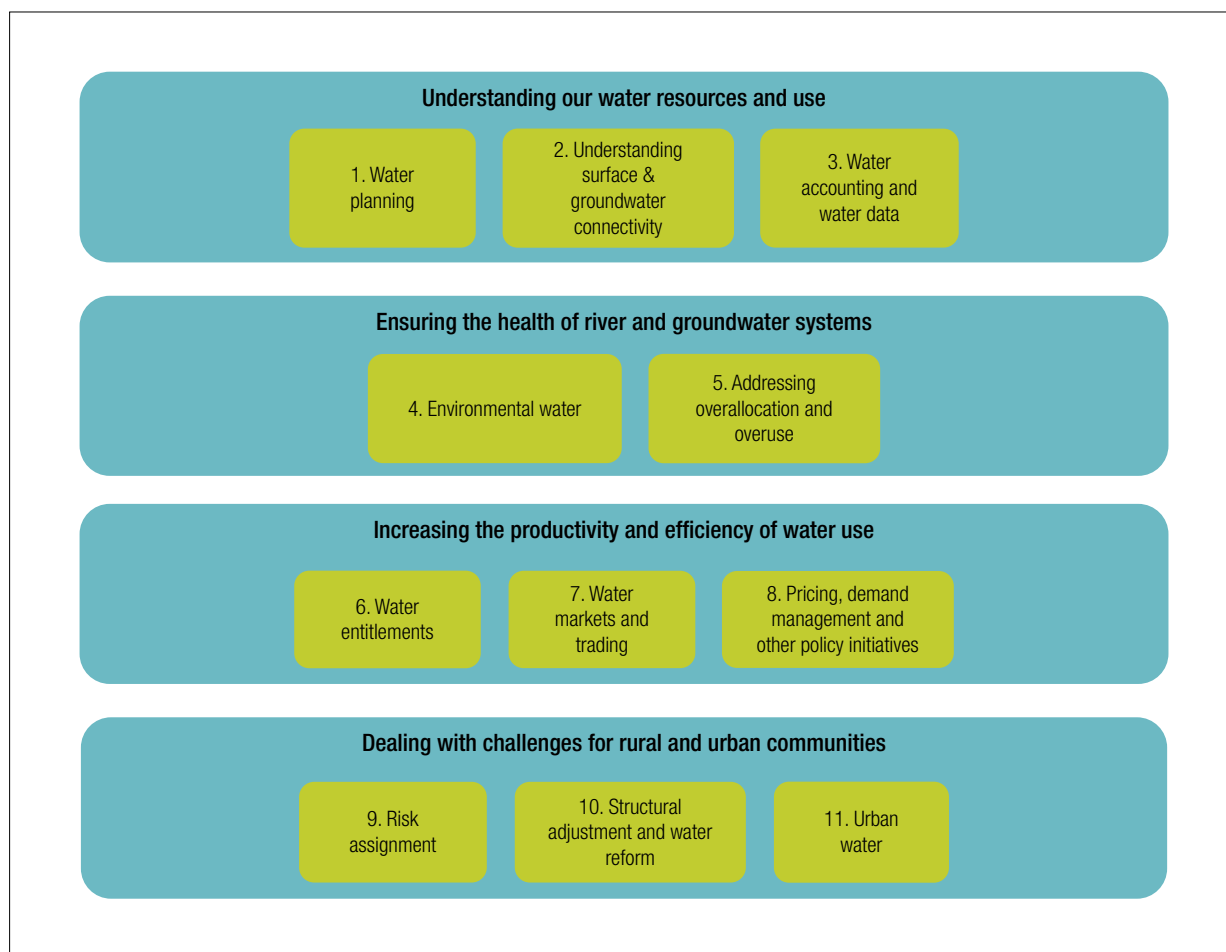 Understanding our water resources and use
1. Water
planning
2. Understanding
surface &
groundwater
connectivity
3. Water
accounting and
water data
Ensuring the health of river and groundwater systems
4. Environmental water
5. Addressing
overallocation and
overuse
Increasing the productivity and efficiency of water use
6. Water
entitlements
7. Water
markets and
trading
8. Pricing, demand
management and
other policy initiatives
Dealing with challenges for rural and urban communities
9. Risk
assignment
10. Structural
adjustment and water
reform
11. Urban
water